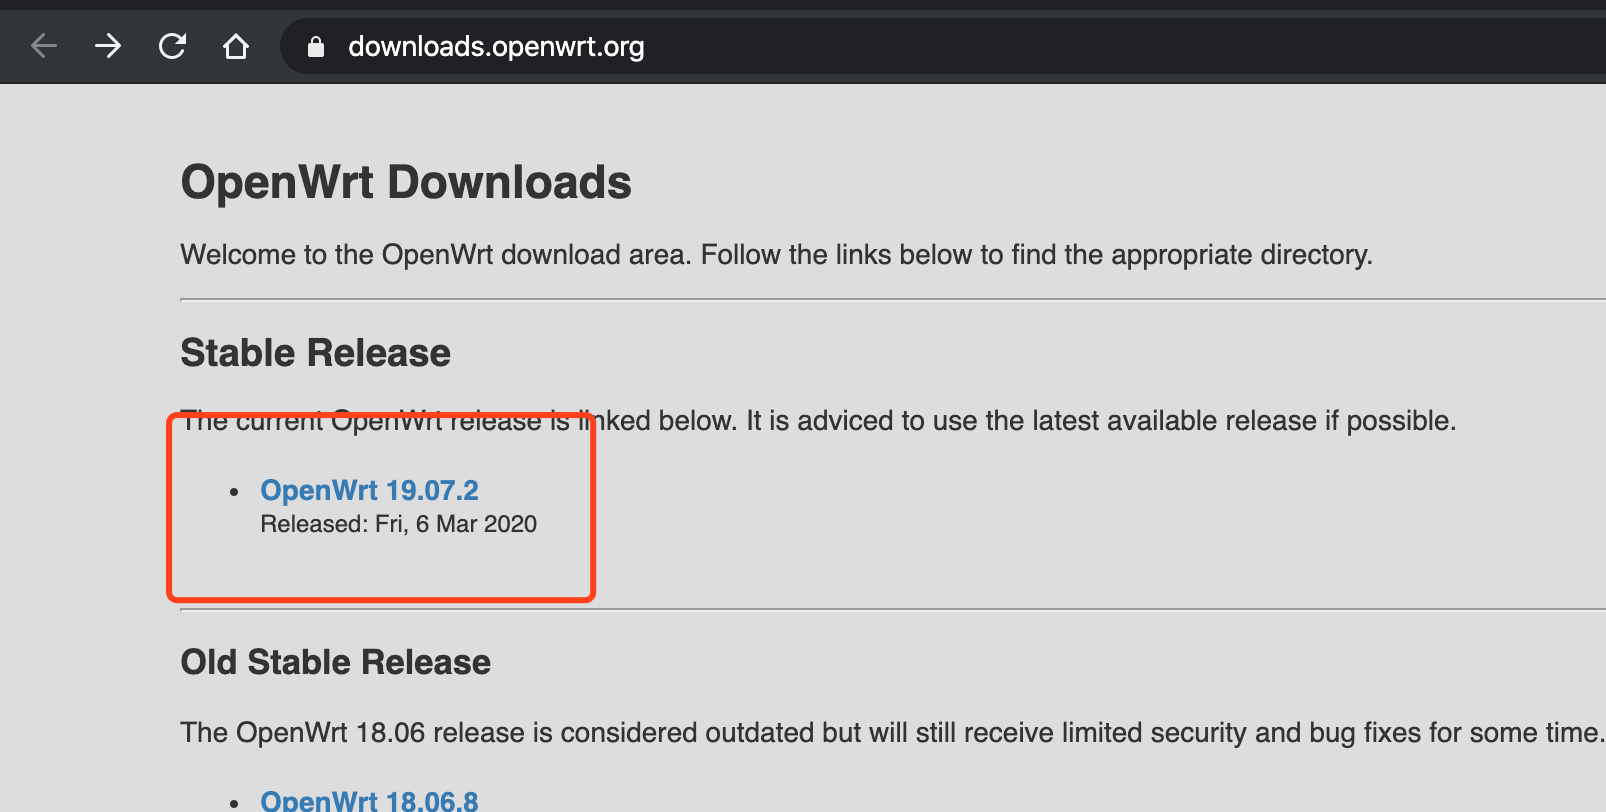 downloads.openwrt.org
OpenWrt Downloads
Welcome to the OpenWrt download area. Follow the links below to find the appropriate directory.
Stable Release
The current OpenWrt release is linked below. It is adviced to use the latest available release if possible.
• OpenWrt 19.07.2
Released: Fri, 6 Mar 2020
Old Stable Release
The OpenWrt 18.06 release is considered outdated but will still receive limited security and bug fixes for some time.
• OpenWrt 18.06.8